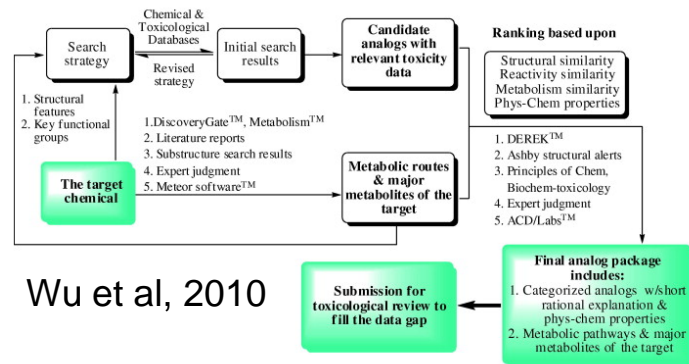 Chemical &
Toxicological
Databases
Search
strategy
Revised
strategy
Initial search
results
Candidate
analogs with
relevant toxicity
data
Ranking based upon
Structural similarity
Reactivity similarity
Metabolism similarity
Phys-Chem properties
1. Structural
features
2. Key functional
groups
1.DiscoveryGate™, Metabolism™
2. Literature reports
3. Substructure search results
4. Expert judgment
5. Meteor software™
The target
chemical
Metabolic routes
& major
metabolites of the
target
1. DEREK™
2. Ashby structural alerts
3. Principles of Chem,
Biochem-toxicology
4. Expert judgment
5. ACD/Labs™
Wu et al, 2010
Submission for
toxicological review to
fill the data gap
Final analog package
includes:
1. Categorized analogs w/short
rational explanation &
phys-chem properties
2. Metabolic pathways & major
metabolites of the target